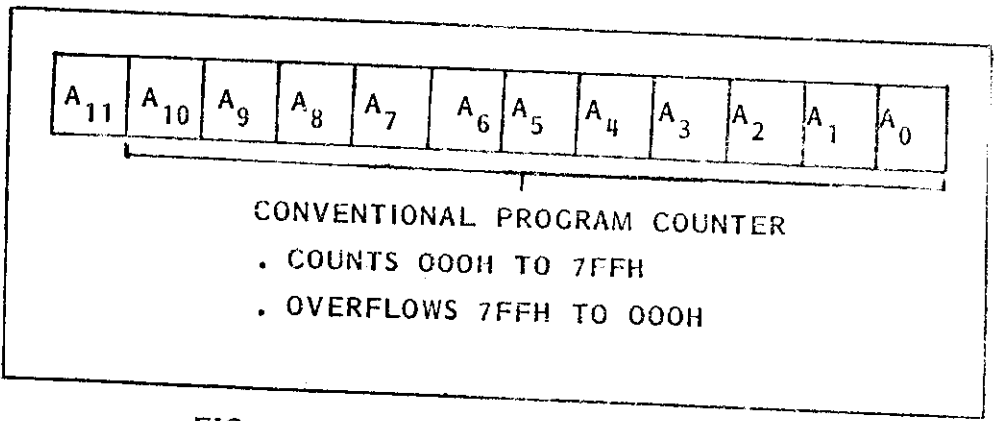 A11 A10 A9 A8 A7 A6 A5 A4 A3 A2 A1 A0
CONVENTIONAL PROGRAM COUNTER
. COUNTS 000H TO 7FFH
. OVERFLOWS 7FFH TO 000H